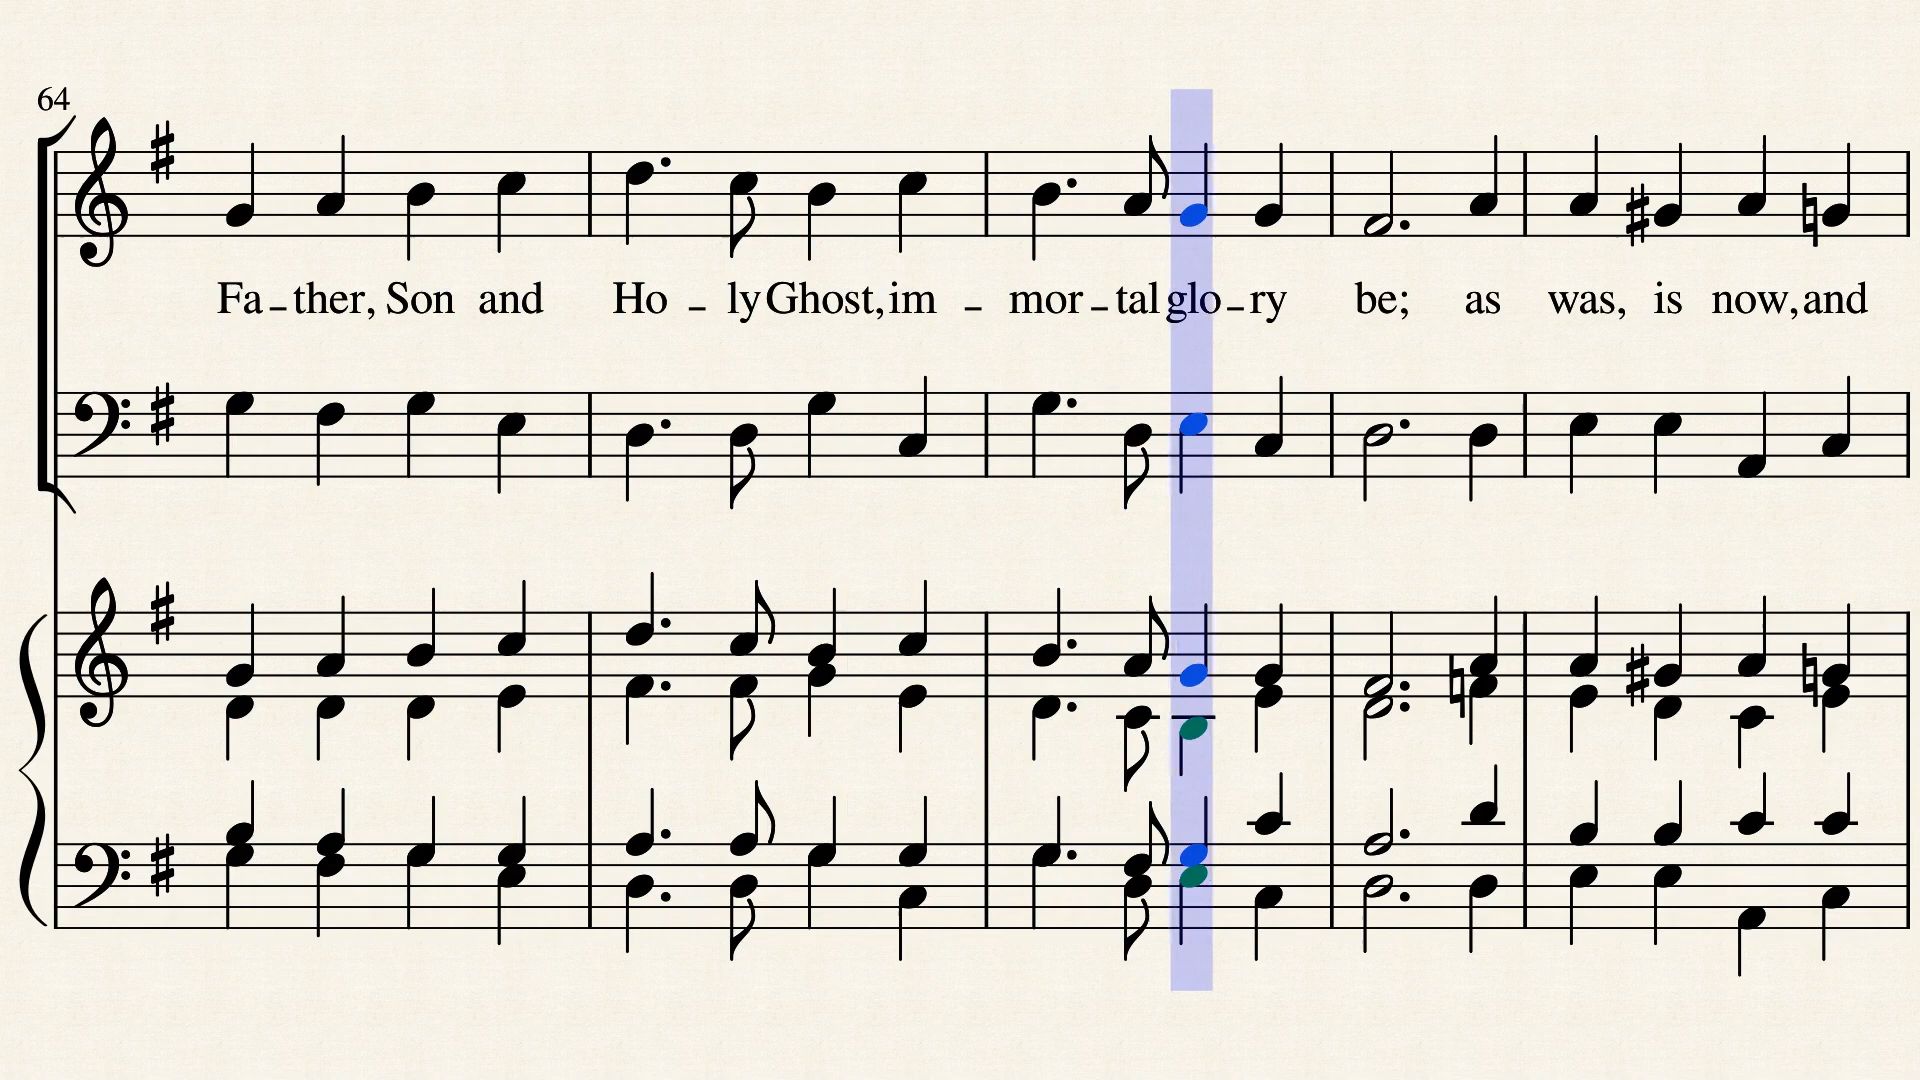 64
Fa – ther, Son and Ho – ly Ghost, im – mor – tal glo – ry be; as was, is now, and